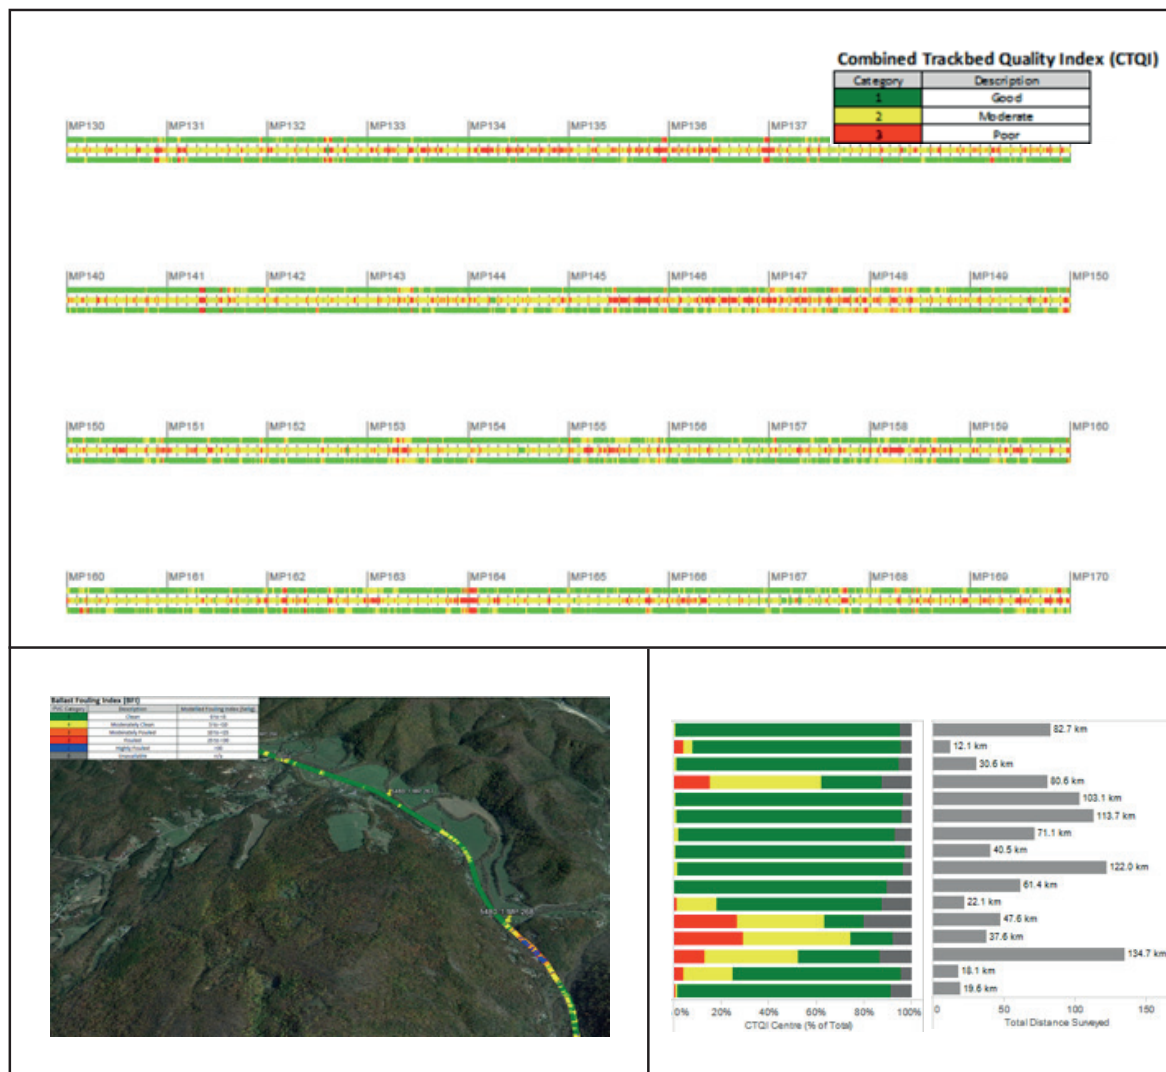 Combined Trackbed Quality Index (CTQI)
Category Description
1 Good
2 Moderate
3 Poor
MP130 MP131 MP132 MP133 MP134 MP135 MP136 MP137
MP140 MP141 MP142 MP143 MP144 MP145 MP146 MP147 MP148 MP149 MP150
MP150 MP151 MP152 MP153 MP154 MP155 MP156 MP157 MP158 MP159 MP160
MP160 MP161 MP162 MP163 MP164 MP165 MP166 MP167 MP168 MP169 MP170
Ballast Fouling Index (BFI)
Category Description
Clean
Moderately Clean
Moderately Fouled
Fouled
Highly Fouled
Unavailable n/a
82.7 km
12.1 km
30.6 km
80.6 km
103.1 km
113.7 km
71.1 km
40.5 km
122.0 km
61.4 km
22.1 km
47.6 km
37.6 km
134.7 km
18.1 km
19.6 km
0% 20% 40% 60% 80% 100% 0 50 100 150
CTQI Centre (% of Total) Total Distance Surveyed